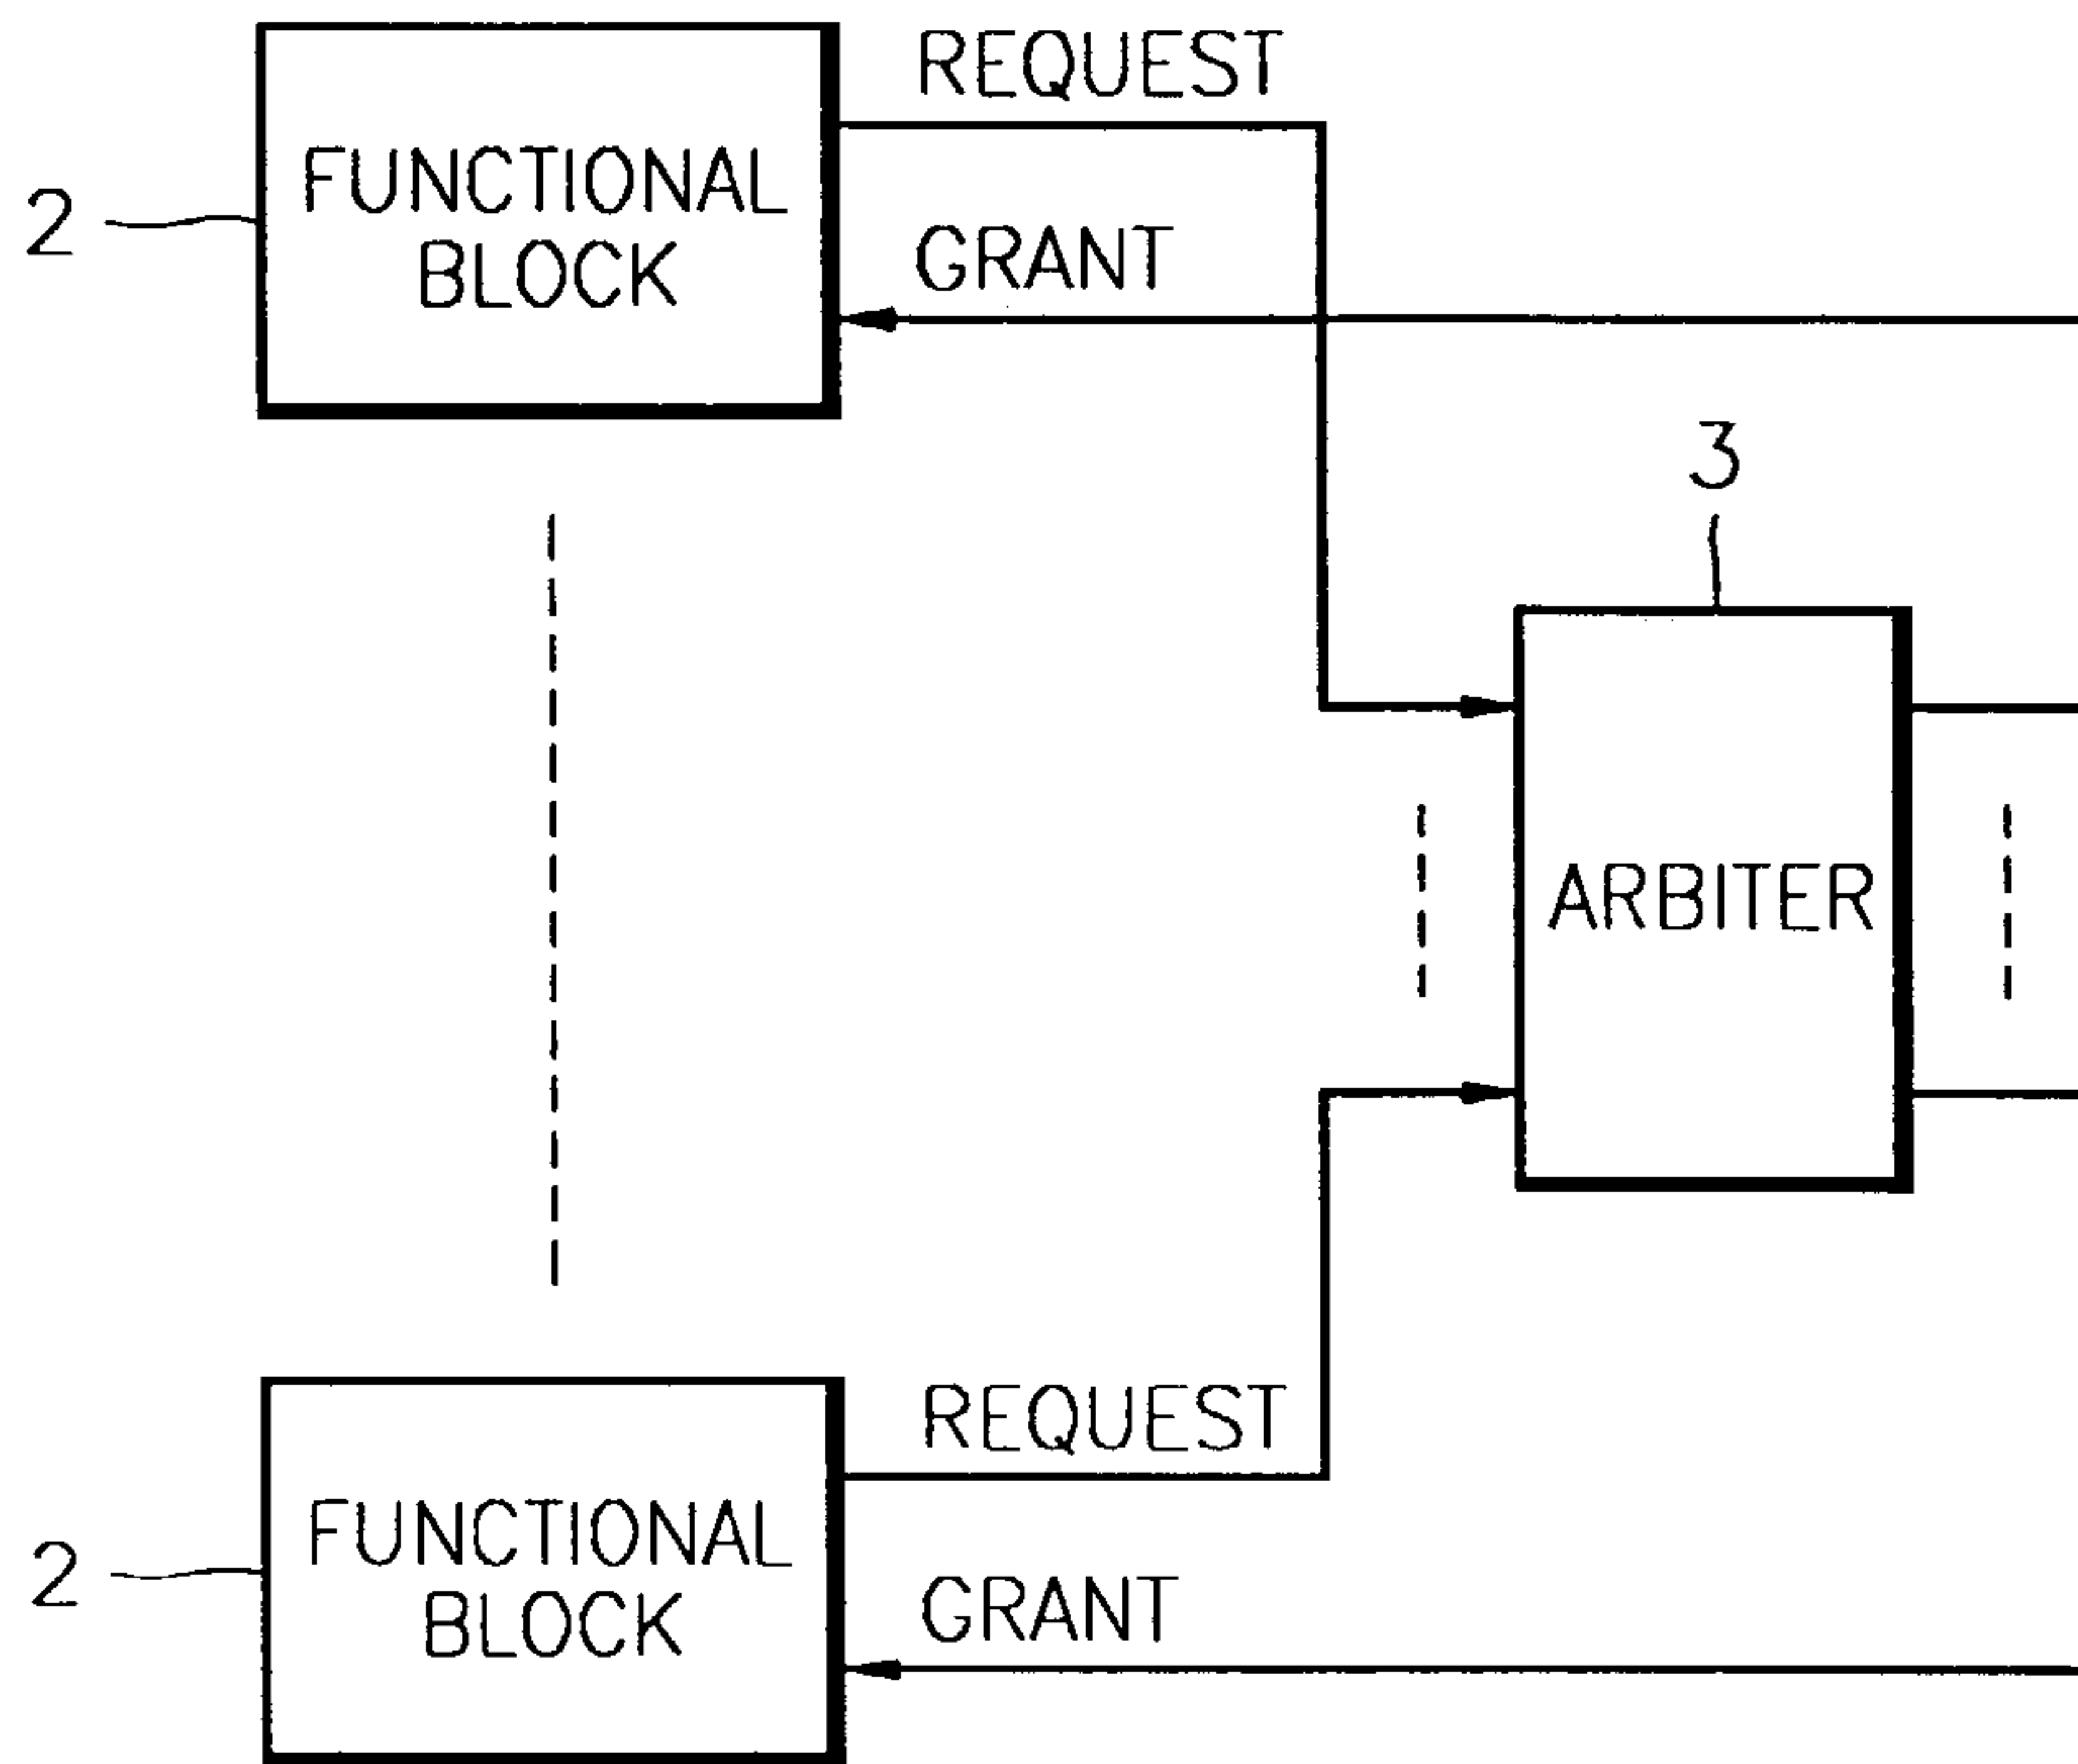 REQUEST
FUNCTIONAL
BLOCK
2
GRANT
3
ARBITER
REQUEST
FUNCTIONAL
BLOCK
2
GRANT